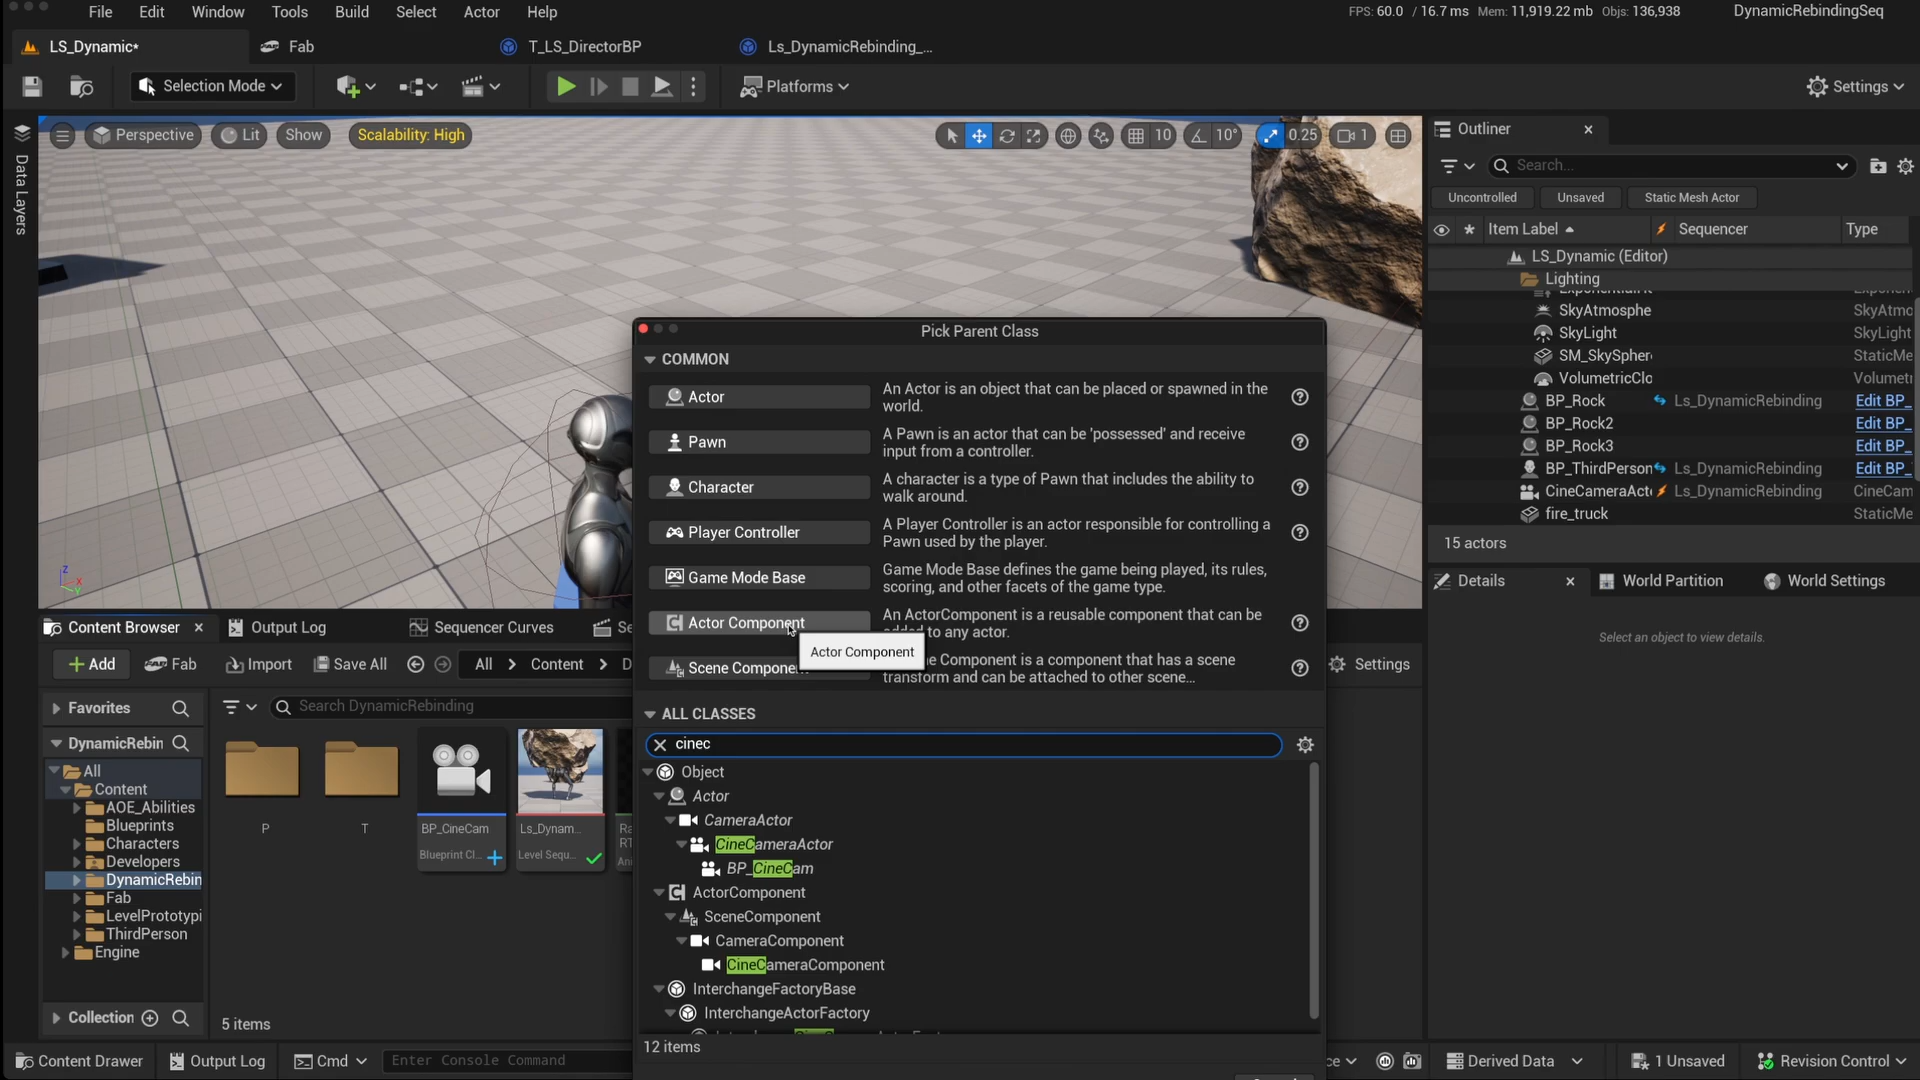 File Edit Window Tools Build Select Actor Help
FPS: 60.0 / 16.7 ms Mem: 11,919.22 mb Objs: 136,938 DynamicRebindingSeq
LS_Dynamic* Fab T_LS_DirectorBP Ls_DynamicRebinding_...
Selection Mode Platforms Settings
Perspective Lit Show Scalability: High 10 10° 0.25 1
Data Layers
Outliner
Search...
Uncontrolled Unsaved Static Mesh Actor
Item Label Sequencer Type
LS_Dynamic (Editor)
Lighting
SkyAtmosphe SkyAtmc
SkyLight SkyLight
SM_SkySpher StaticMe
VolumetricClo Volumet
BP_Rock Ls_DynamicRebinding Edit BP_
BP_Rock2 Edit BP_
BP_Rock3 Edit BP_
BP_ThirdPerson Ls_DynamicRebinding Edit BP_
CineCameraAct Ls_DynamicRebinding CineCam
fire_truck StaticMe
15 actors
Details World Partition World Settings
Select an object to view details.
Pick Parent Class
COMMON
Actor
An Actor is an object that can be placed or spawned in the
world.
Pawn
A Pawn is an actor that can be 'possessed' and receive
input from a controller.
Character
A character is a type of Pawn that includes the ability to
walk around.
Player Controller
A Player Controller is an actor responsible for controlling a
Pawn used by the player.
Game Mode Base
Game Mode Base defines the game being played, its rules,
scoring, and other facets of the game type.
Actor Component
An ActorComponent is a reusable component that can be
to any actor.
Actor Component
Scene Component
Component is a component that has a scene
transform and can be attached to other scene...
ALL CLASSES
cinec
Object
Actor
CameraActor
CineCameraActor
BP_CineCam
ActorComponent
SceneComponent
CameraComponent
CineCameraComponent
InterchangeFactoryBase
InterchangeActorFactory
12 items
Content Browser Output Log Sequencer Curves Se
Add Fab Import Save All All Content D Settings
Favorites
DynamicRebin
All
Content
AOE_Abilities
Blueprints
Characters
Developers
DynamicRebin
Fab
LevelPrototypi
ThirdPerson
Engine
Collection
Search DynamicRebinding
P
T
BP_CineCam
Blueprint Cl...
Ls_Dynam...
Level Sequ...
Ra
RT
Ani
5 items
Content Drawer Output Log Cmd Enter Console Command
Derived Data 1 Unsaved Revision Control